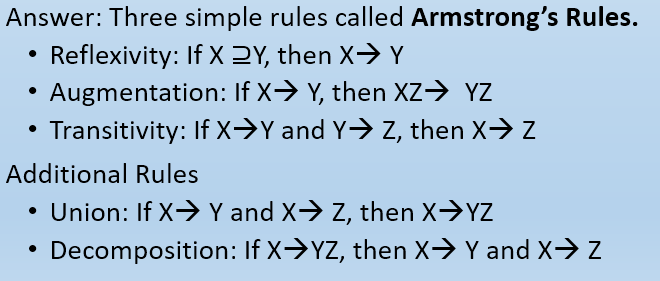 Answer: Three simple rules called Armstrong’s Rules.
• Reflexivity: If X ⊇Y, then X→ Y
• Augmentation: If X→ Y, then XZ→ YZ
• Transitivity: If X→Y and Y→ Z, then X→ Z
Additional Rules
• Union: If X→ Y and X→ Z, then X→YZ
• Decomposition: If X→YZ, then X→ Y and X→ Z